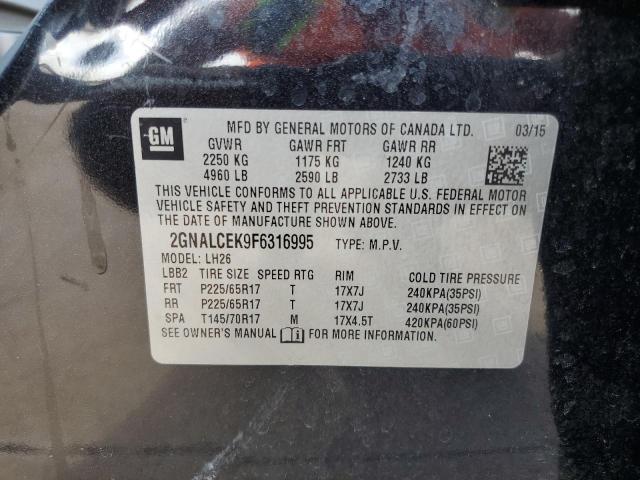 GM
MFD BY GENERAL MOTORS OF CANADA LTD. 03/15
GVWR GAWR FRT GAWR RR
2250 KG 1175 KG 1240 KG
4960 LB 2590 LB 2733 LB
THIS VEHICLE CONFORMS TO ALL APPLICABLE U.S. FEDERAL MOTOR
VEHICLE SAFETY AND THEFT PREVENTION STANDARDS IN EFFECT ON
THE DATE OF MANUFACTURE SHOWN ABOVE.
2GNALCEK9F6316995 TYPE: M.P.V.
MODEL: LH26
LBB2 TIRE SIZE SPEED RTG RIM COLD TIRE PRESSURE
FRT P225/65R17 T 17X7J 240KPA(35PSI)
RR P225/65R17 T 17X7J 240KPA(35PSI)
SPA T145/70R17 M 17X4.5T 420KPA(60PSI)
SEE OWNER'S MANUAL FOR MORE INFORMATION.